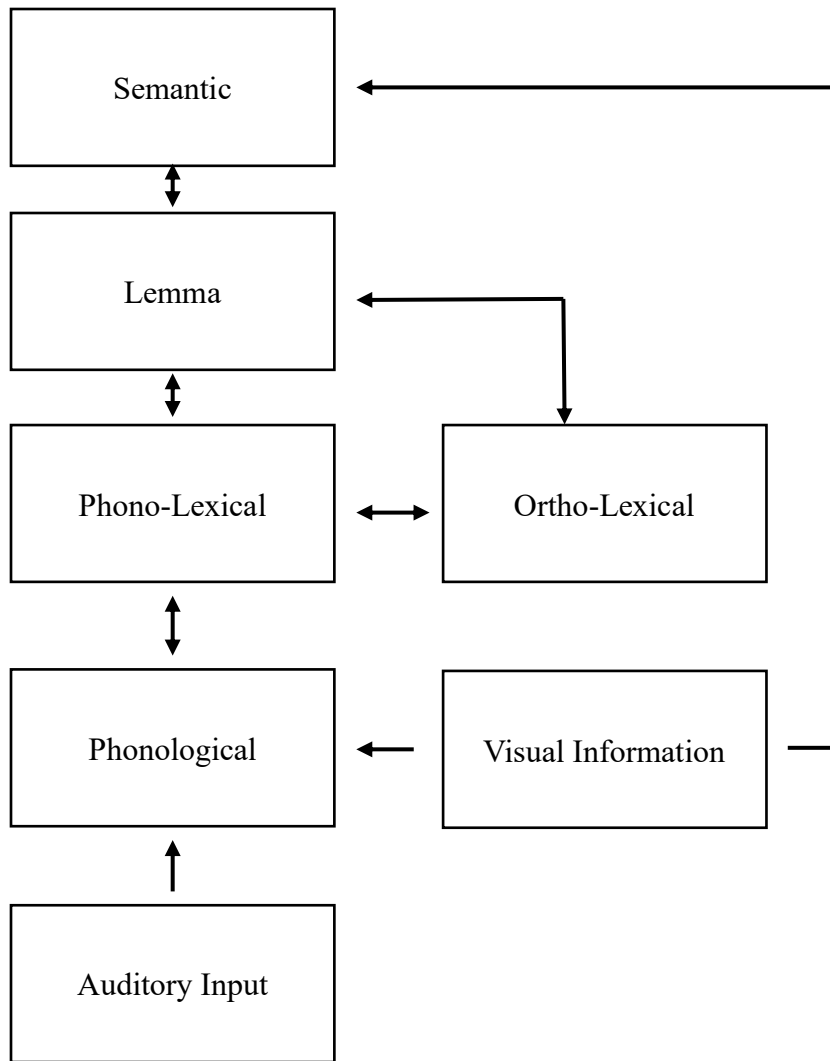 Semantic
Lemma
Phono-Lexical
Ortho-Lexical
Phonological
Visual Information
Auditory Input